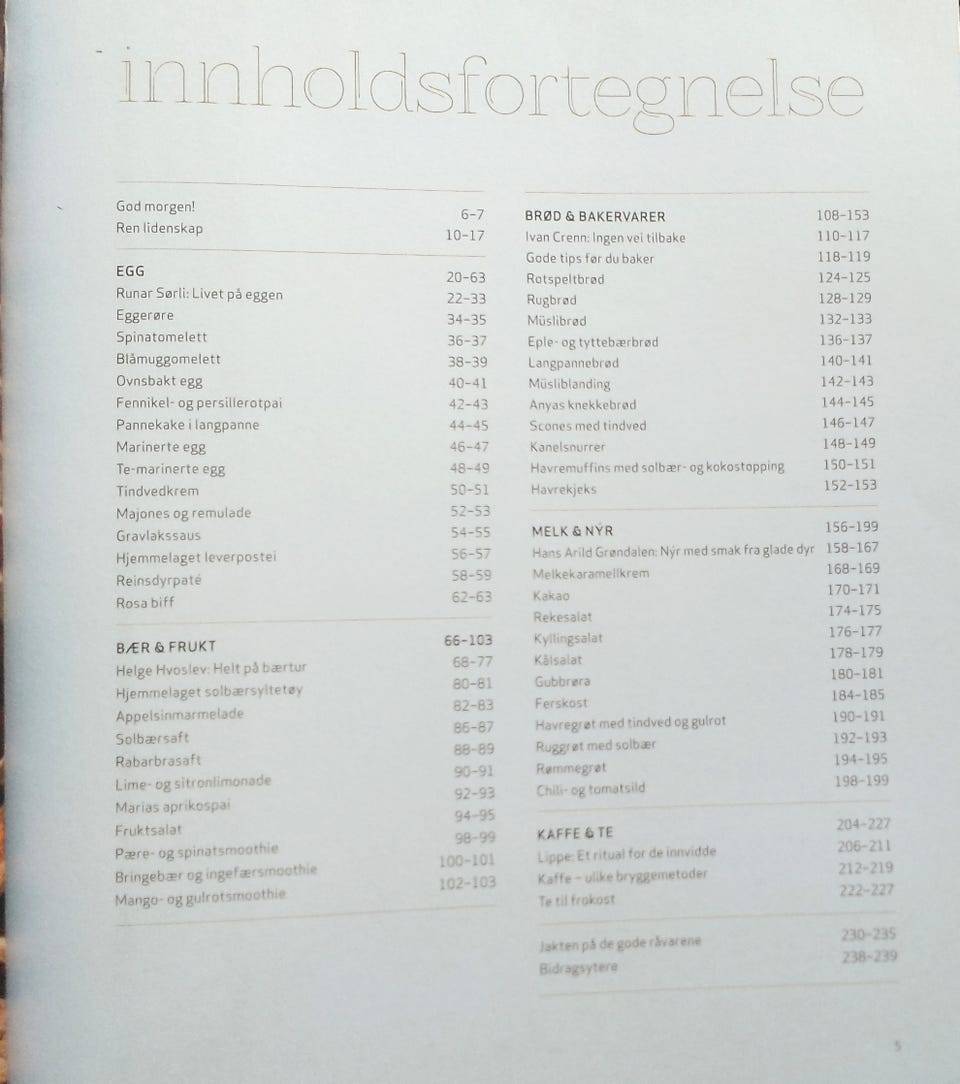 innholdsfortegnelse
God morgen! 6-7
Ren lidenskap 10-17
EGG 20-63
Runar Sørli: Livet på eggen 22-33
Eggerøre 34-35
Spinatomelett 36-37
Blåmuggomelett 38-39
Ovnsbakt egg 40-41
Fennikel- og persillerotpai 42-43
Pannekake i langpanne 44-45
Marinerte egg 46-47
Te-marinerte egg 48-49
Tindvedkrem 50-51
Majones og remulade 52-53
Gravlakssaus 54-55
Hjemmelaget leverpostei 56-57
Reinsdyrpaté 58-59
Rosa biff 62-63
BÆR & FRUKT 66-103
Helge Hvoslev: Helt på bærtur 68-77
Hjemmelaget solbærsyltetøy 80-81
Appelsinmarmelade 82-83
Solbærsaft 86-87
Rabarbrasaft 88-89
Lime- og sitronlimonade 90-91
Marias aprikospai 92-93
Fruktsalat 94-95
Pære- og spinatsmoothie 98-99
Bringebær og ingefærsmoothie 100-101
Mango- og gulrotsmoothie 102-103
BRØD & BAKERVARER 108-153
Ivan Crenn: Ingen vei tilbake 110-117
Gode tips før du baker 118-119
Rotspeltbrød 124-125
Rugbrød 128-129
Müslibrød 132-133
Eple- og tyttebærbrød 136-137
Langpannebrød 140-141
Müsliblanding 142-143
Anyas knekkebrød 144-145
Scones med tindved 146-147
Kanelsnurrer 148-149
Havremuffins med solbær- og kokostopping 150-151
Havrekjeks 152-153
MELK & NÝR 156-199
Hans Arild Grøndalen: Nýr med smak fra glade dyr 158-167
Melkekaramellkrem 168-169
Kakao 170-171
Rekesalat 174-175
Kyllingsalat 176-177
Kålsalat 178-179
Gubbrøra 180-181
Ferskost 184-185
Havregrøt med tindved og gulrot 190-191
Ruggrøt med solbær 192-193
Rømmegrøt 194-195
Chili- og tomatsild 198-199
KAFFE & TE 204-227
Lippe: Et ritual for de innvidde 206-211
Kaffe – ulike bryggemetoder 212-219
Te til frokost 222-227
Jakten på de gode råvarene 230-235
Bidragsytere 238-239
5